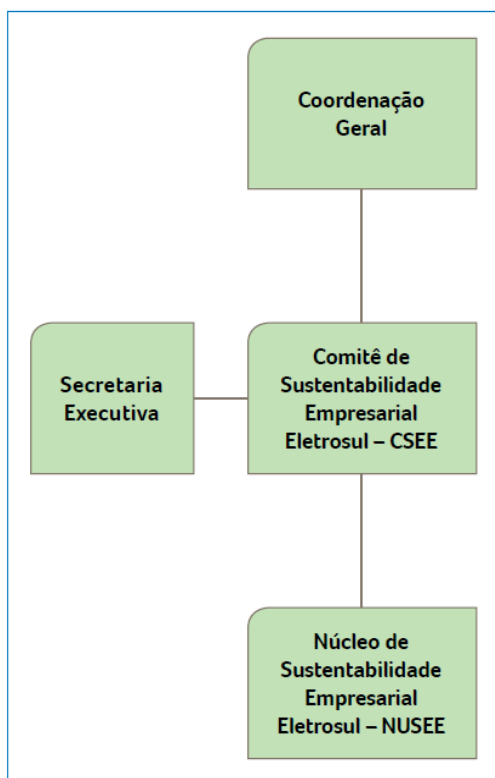 Coordenação
Geral
Secretaria
Executiva
Comitê de
Sustentabilidade
Empresarial
Eletrosul – CSEE
Núcleo de
Sustentabilidade
Empresarial
Eletrosul – NUSEE